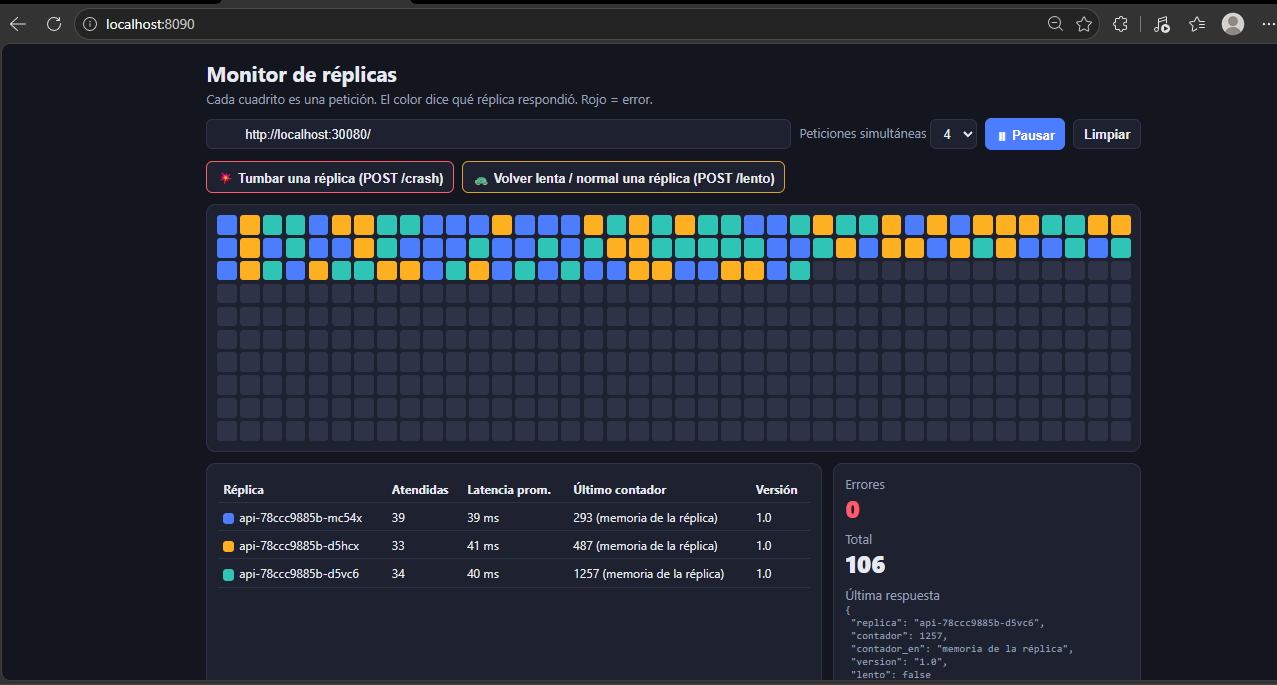 localhost:8090
Monitor de réplicas
Cada cuadrito es una petición. El color dice qué réplica respondió. Rojo = error.
http://localhost:30080/ Peticiones simultáneas 4 Pausar Limpiar
Tumbar una réplica (POST /crash) Volver lenta / normal una réplica (POST /lento)
Réplica Atendidas Latencia prom. Último contador Versión
api-78ccc9885b-mc54x 39 39 ms 293 (memoria de la réplica) 1.0
api-78ccc9885b-d5hcx 33 41 ms 487 (memoria de la réplica) 1.0
api-78ccc9885b-d5vc6 34 40 ms 1257 (memoria de la réplica) 1.0
Errores
0
Total
106
Última respuesta
{
"replica": "api-78ccc9885b-d5vc6",
"contador": 1257,
"contador_en": "memoria de la réplica",
"version": "1.0",
"lento": false